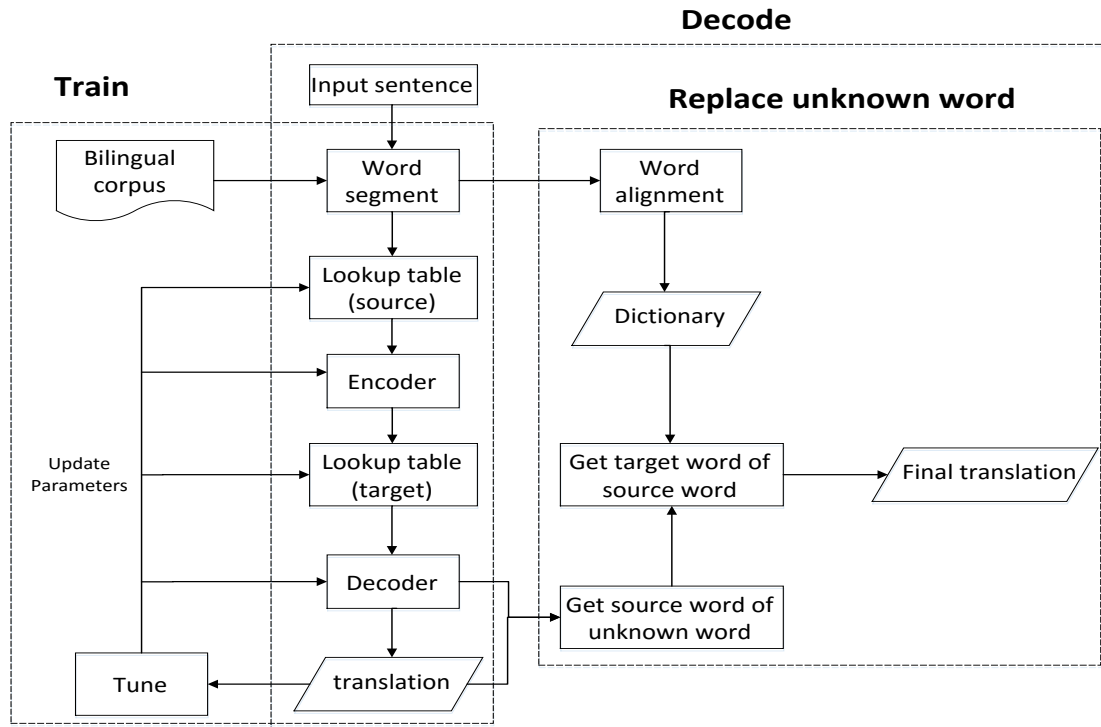 Decode
Train
Input sentence
Replace unknown word
Bilingual
corpus
Word
segment
Word
alignment
Lookup table
(source)
Dictionary
Encoder
Update
Parameters
Lookup table
(target)
Get target word of
source word
Final translation
Decoder
Get source word of
unknown word
Tune
translation